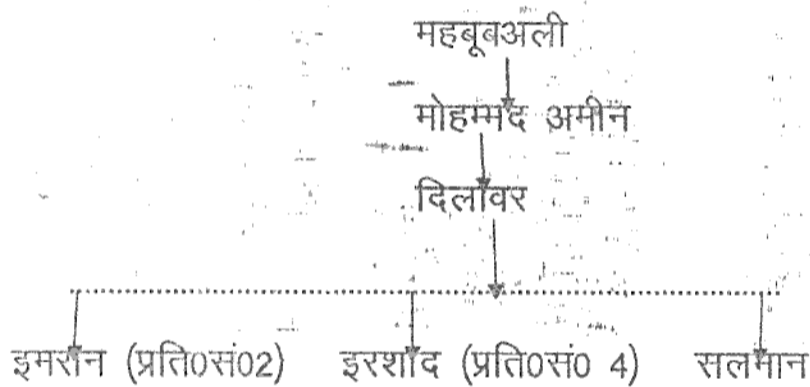 महबूबअली
मोहम्मद अमीन
दिलावर
इमरान (प्रति0सं02) इरशाद (प्रति0सं0 4) सलमान